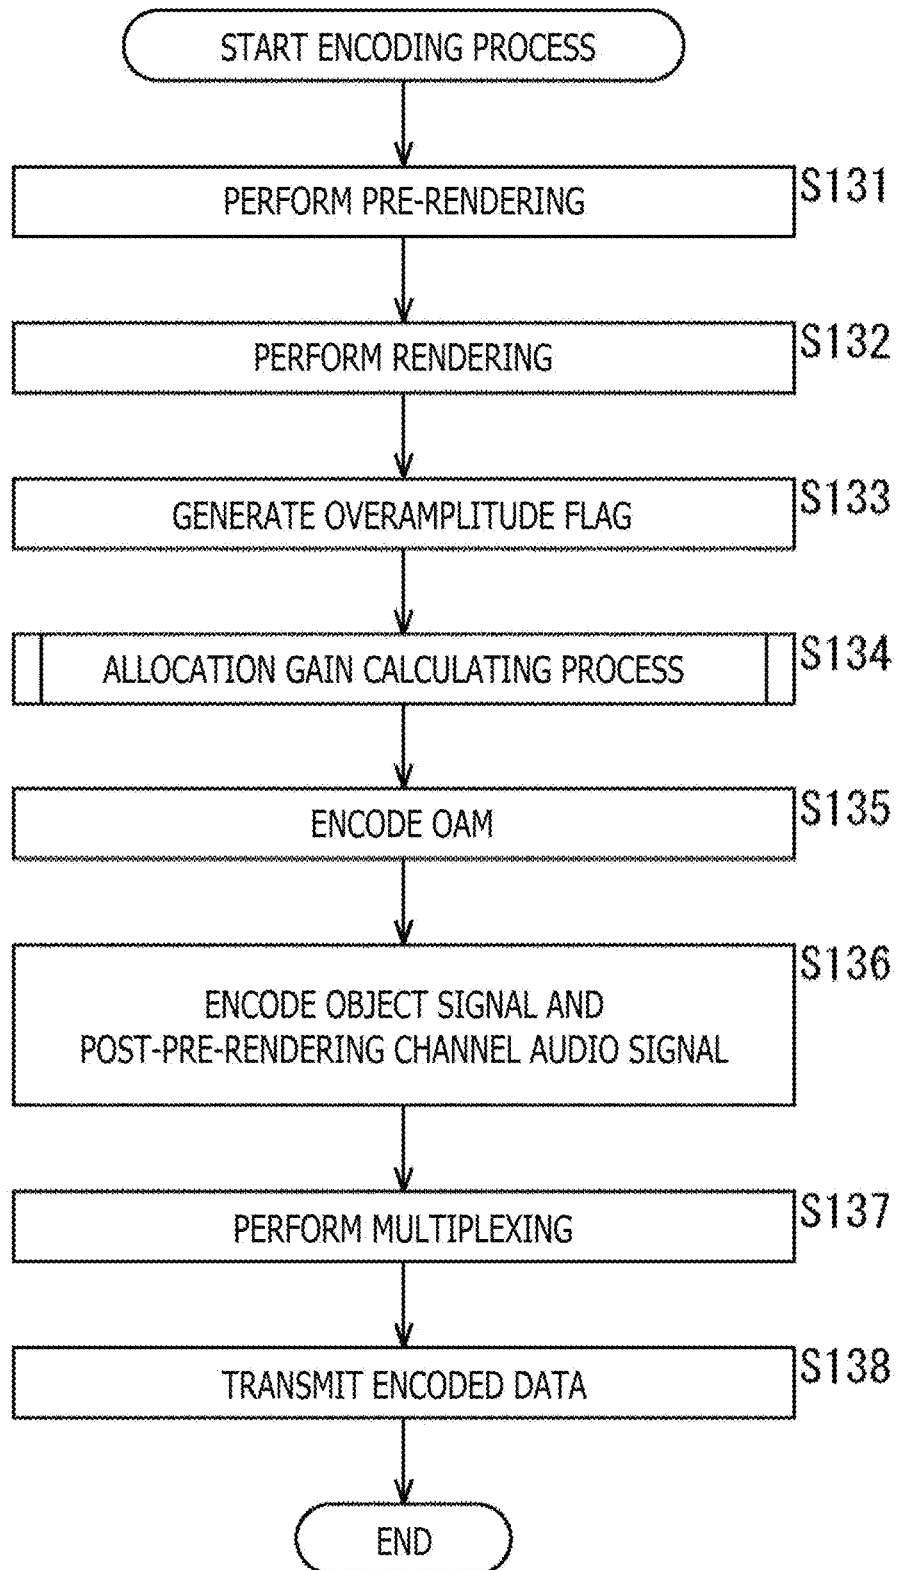 START ENCODING PROCESS
S131
PERFORM PRE-RENDERING
S132
PERFORM RENDERING
S133
GENERATE OVERAMPLITUDE FLAG
S134
ALLOCATION GAIN CALCULATING PROCESS
S135
ENCODE OAM
S136
ENCODE OBJECT SIGNAL AND
POST-PRE-RENDERING CHANNEL AUDIO SIGNAL
S137
PERFORM MULTIPLEXING
S138
TRANSMIT ENCODED DATA
END